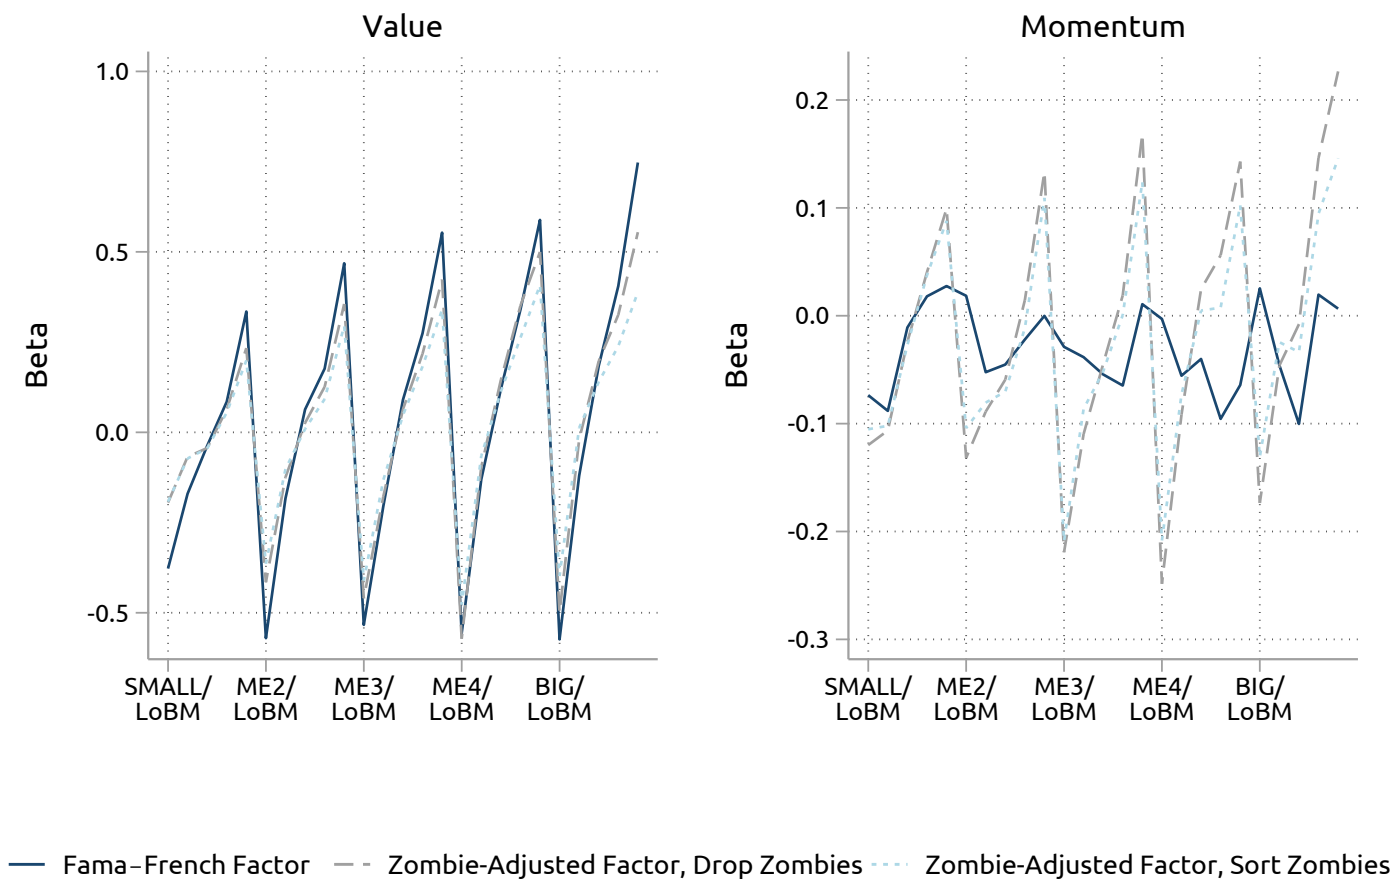 Value
Momentum
1.0
0.5
0.0
-0.5
Beta
0.2
0.1
0.0
-0.1
-0.2
-0.3
Beta
SMALL/
LoBM
ME2/
LoBM
ME3/
LoBM
ME4/
LoBM
BIG/
LoBM
SMALL/
LoBM
ME2/
LoBM
ME3/
LoBM
ME4/
LoBM
BIG/
LoBM
Fama–French Factor
Zombie-Adjusted Factor, Drop Zombies
Zombie-Adjusted Factor, Sort Zombies